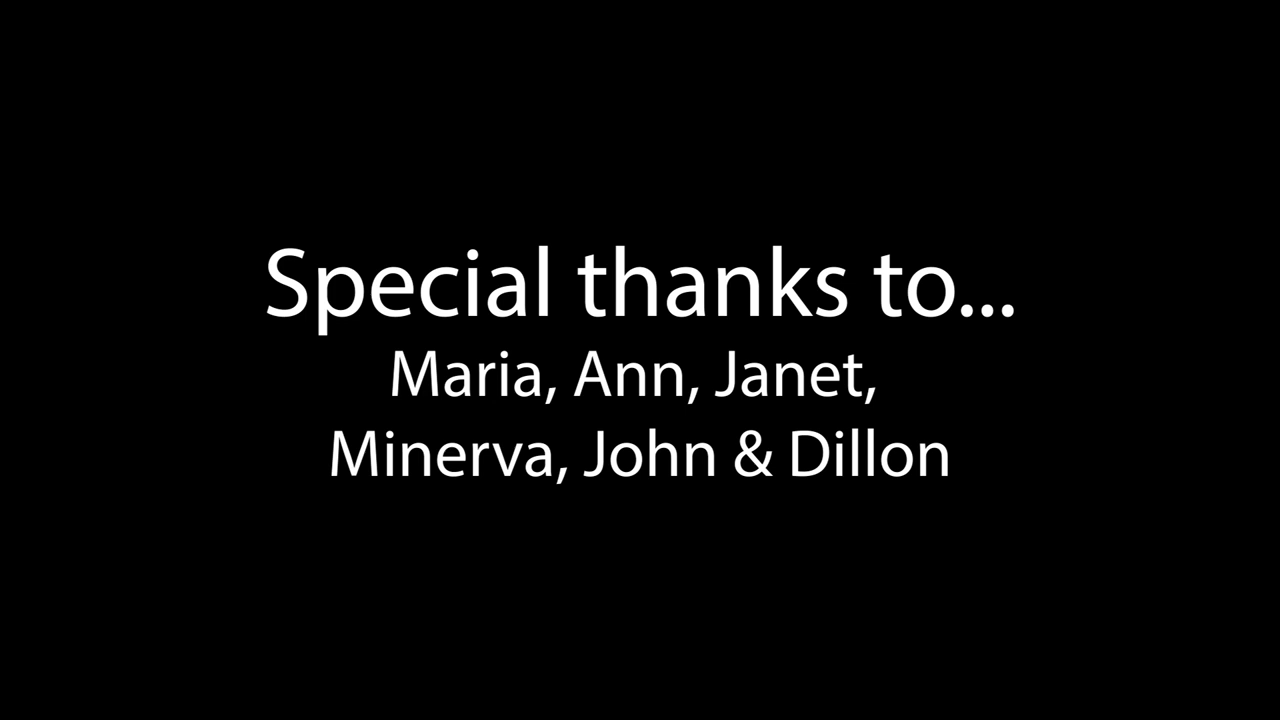 Special thanks to...
Maria, Ann, Janet,
Minerva, John & Dillon